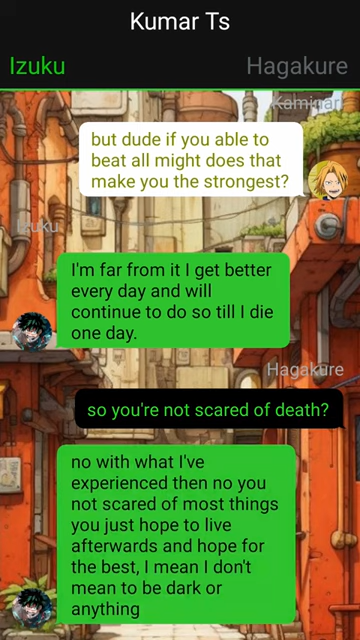 Kumar Ts
Izuku
Hagakure
Kaminari
but dude if you able to
beat all might does that
make you the strongest?
Izuku
I'm far from it I get better
every day and will
continue to do so till I die
one day.
Hagakure
so you're not scared of death?
no with what I've
experienced then no you
not scared of most things
you just hope to live
afterwards and hope for
the best, I mean I don't
mean to be dark or
anything